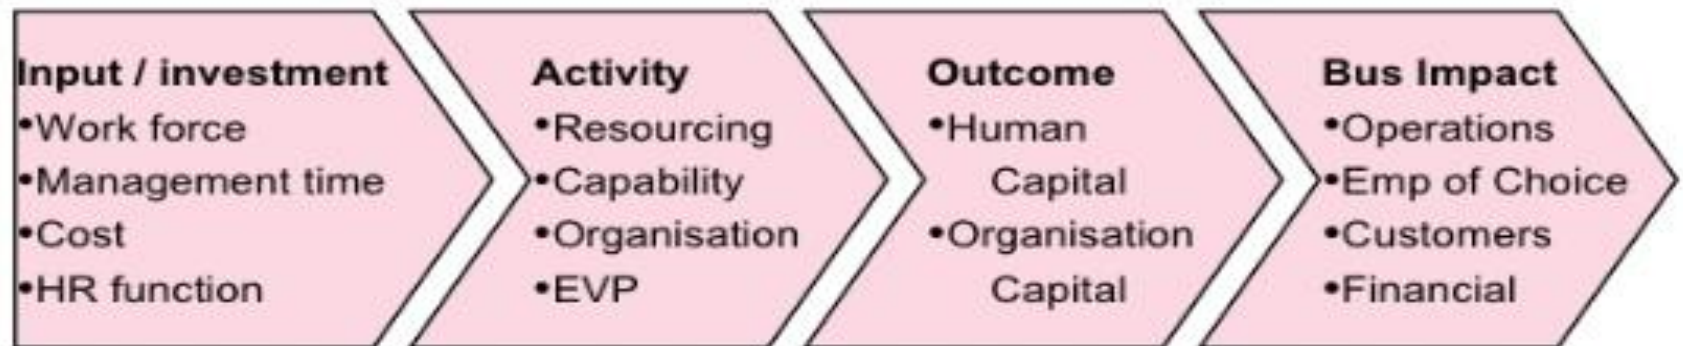 Input / investment
•Work force
•Management time
•Cost
•HR function
Activity
•Resourcing
•Capability
•Organisation
•EVP
Outcome
•Human
Capital
•Organisation
Capital
Bus Impact
•Operations
•Emp of Choice
•Customers
•Financial